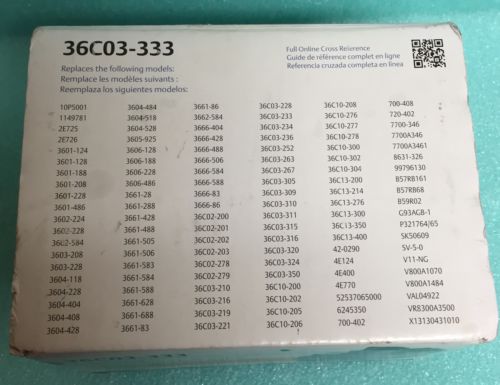 36C03-333
Replaces the following models:
Remplace les modèles suivants :
Reemplaza los siguientes modelos:
Full Online Cross Reference
Guide de référence complet en ligne
Referencia cruzada completa en línea
10P5001
1149781
2E725
2E726
3601-124
3601-128
3601-188
3601-208
3601-228
3601-486
3602-224
3602-228
3602-584
3603-208
3603-228
3604-118
3604-228
3604-404
3604-408
3604-428
3604-484
3604-518
3604-528
3605-925
3606-128
3606-188
3606-228
3606-486
3661-28
3661-288
3661-428
3661-488
3661-505
3661-506
3661-583
3661-584
3661-588
3661-628
3661-688
3661-83
3661-86
3662-584
3666-404
3666-428
3666-488
3666-506
3666-584
3666-588
3666-83
3666-86
36C02-200
36C02-201
36C02-202
36C02-203
36C02-278
36C02-279
36C03-210
36C03-216
36C03-219
36C03-221
36C03-228
36C03-233
36C03-234
36C03-236
36C03-252
36C03-263
36C03-267
36C03-305
36C03-309
36C03-310
36C03-311
36C03-315
36C03-316
36C03-320
36C03-324
36C03-350
36C10-200
36C10-202
36C10-205
36C10-206
36C10-208
36C10-276
36C10-277
36C10-300
36C10-302
36C10-304
36C13-200
36C13-214
36C13-276
36C13-300
36C13-350
36C13-400
42-0290
4E124
4E400
4E770
52537065000
6245350
700-402
700-408
720-402
7700-346
7700A346
7700A3461
8631-326
99796130
B57RB161
B57RB68
B59R02
G93AGB-1
P321764/65
SK50609
SV-5-0
V11-NG
V800A1070
V800A1484
VAL04922
VR8300A3500
X13130431010
36C03-333